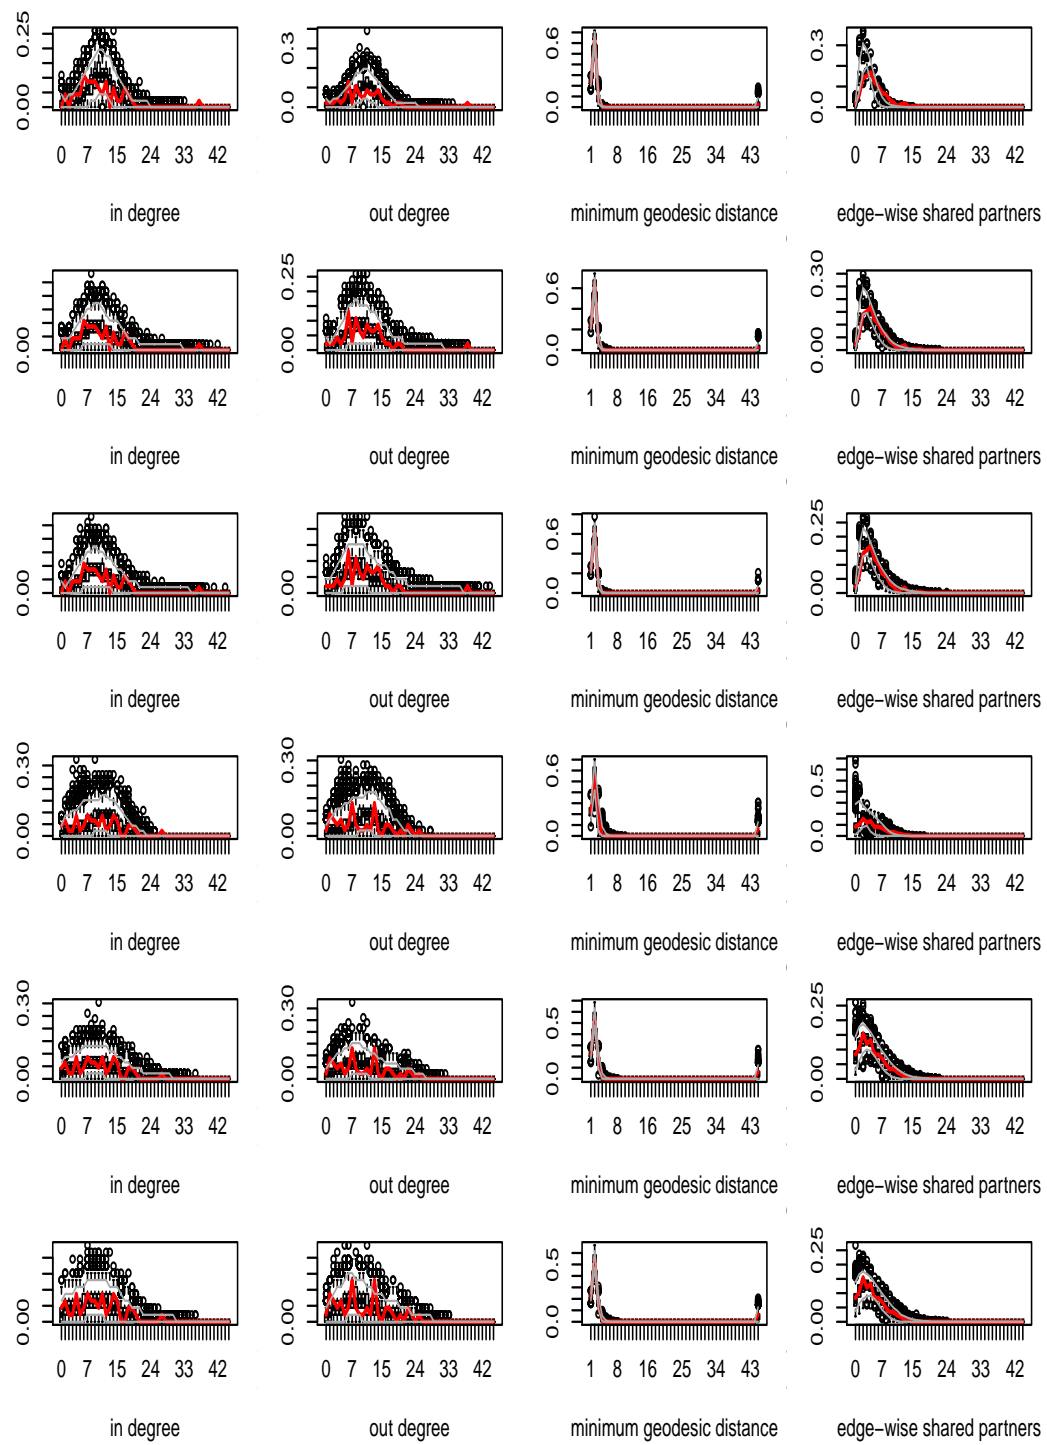 0.00 0.25 0.0 0.3 0.0 0.6 0.0 0.3
0 7 15 24 33 42 0 7 15 24 33 42 1 8 16 25 34 43 0 7 15 24 33 42
in degree out degree minimum geodesic distance edge−wise shared partners
0.00 0.00 0.25 0.0 0.6 0.00 0.30
0 7 15 24 33 42 0 7 15 24 33 42 1 8 16 25 34 43 0 7 15 24 33 42
in degree out degree minimum geodesic distance edge−wise shared partners
0.00 0.00 0.0 0.6 0.00 0.25
0 7 15 24 33 42 0 7 15 24 33 42 1 8 16 25 34 43 0 7 15 24 33 42
in degree out degree minimum geodesic distance edge−wise shared partners
0.00 0.30 0.00 0.30 0.0 0.6 0.0 0.5
0 7 15 24 33 42 0 7 15 24 33 42 1 8 16 25 34 43 0 7 15 24 33 42
in degree out degree minimum geodesic distance edge−wise shared partners
0.00 0.30 0.00 0.30 0.0 0.5 0.00 0.25
0 7 15 24 33 42 0 7 15 24 33 42 1 8 16 25 34 43 0 7 15 24 33 42
in degree out degree minimum geodesic distance edge−wise shared partners
0.00 0.00 0.0 0.5 0.00 0.25
0 7 15 24 33 42 0 7 15 24 33 42 1 8 16 25 34 43 0 7 15 24 33 42
in degree out degree minimum geodesic distance edge−wise shared partners